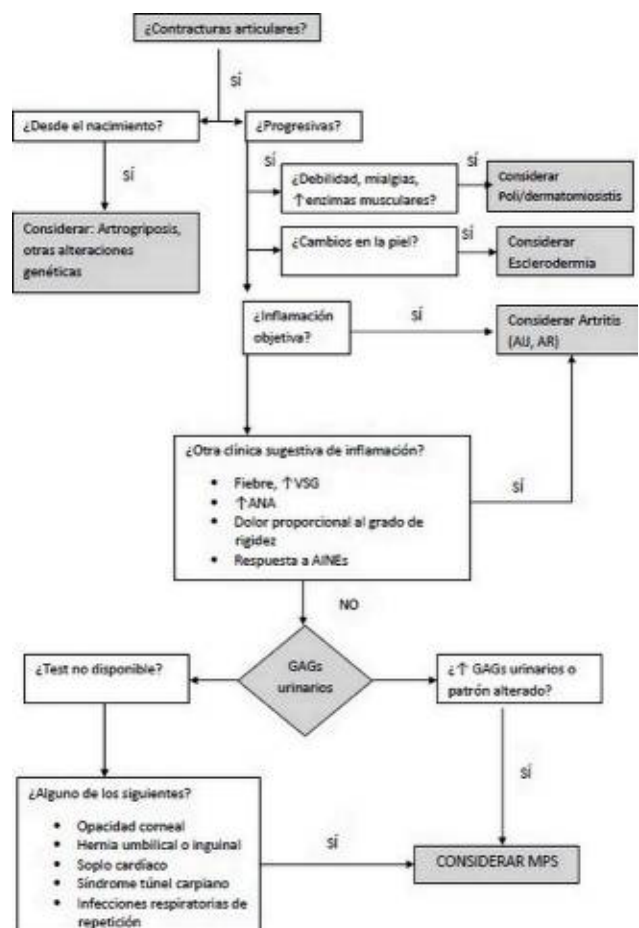 ¿Contracturas articulares?
SÍ
¿Desde el nacimiento?
¿Progresivas?
SÍ
SÍ
¿Debilidad, mialgias,
↑enzimas musculares?
SÍ
Considerar
Poli/dermatomiosistis
Considerar: Artrogriposis,
otras alteraciones
genéticas
¿Cambios en la piel?
SÍ
Considerar
Esclerodermia
¿Inflamación
objetiva?
SÍ
Considerar Artritis
(AIJ, AR)
¿Otra clínica sugestiva de inflamación?
• Fiebre, ↑VSG
• ↑ANA
• Dolor proporcional al grado de
rigidez
• Respuesta a AINEs
SÍ
NO
¿Test no disponible?
GAGs
urinarios
¿↑ GAGs urinarios o
patrón alterado?
SÍ
¿Alguno de los siguientes?
• Opacidad corneal
• Hernia umbilical o inguinal
• Soplo cardíaco
• Síndrome túnel carpiano
• Infecciones respiratorias de
repetición
SÍ
CONSIDERAR MPS